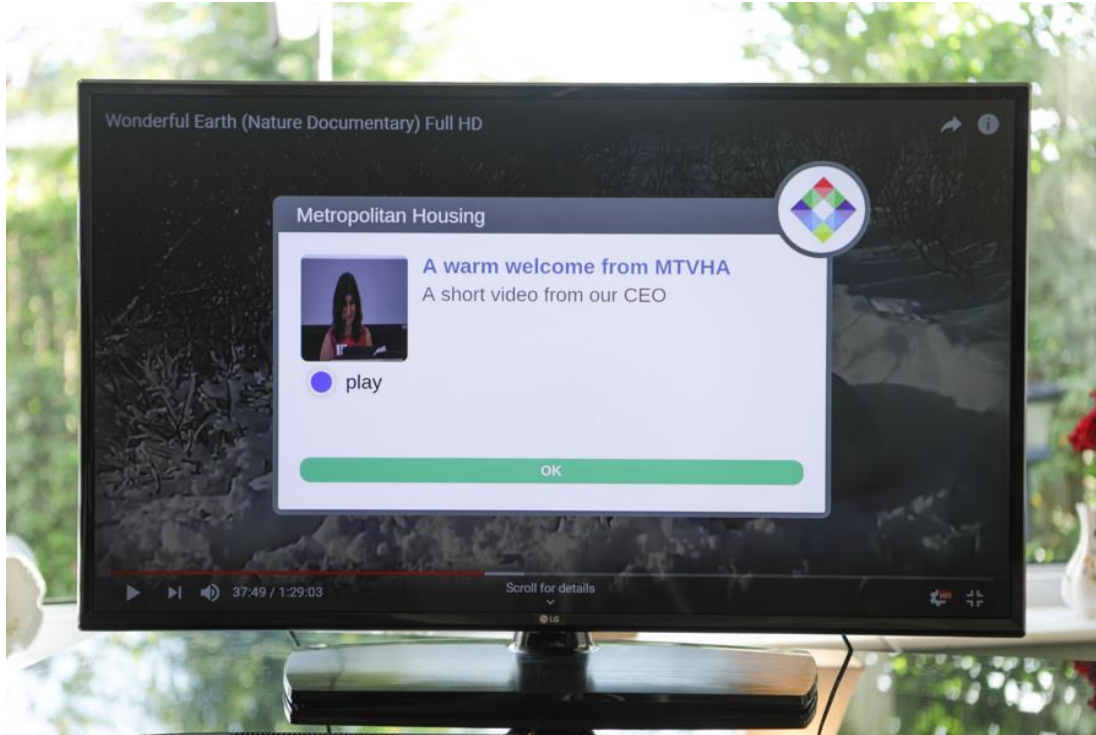 Wonderful Earth (Nature Documentary) Full HD
Metropolitan Housing
A warm welcome from MTVHA
A short video from our CEO
play
OK
37:49 / 1:29:03
Scroll for details
LG